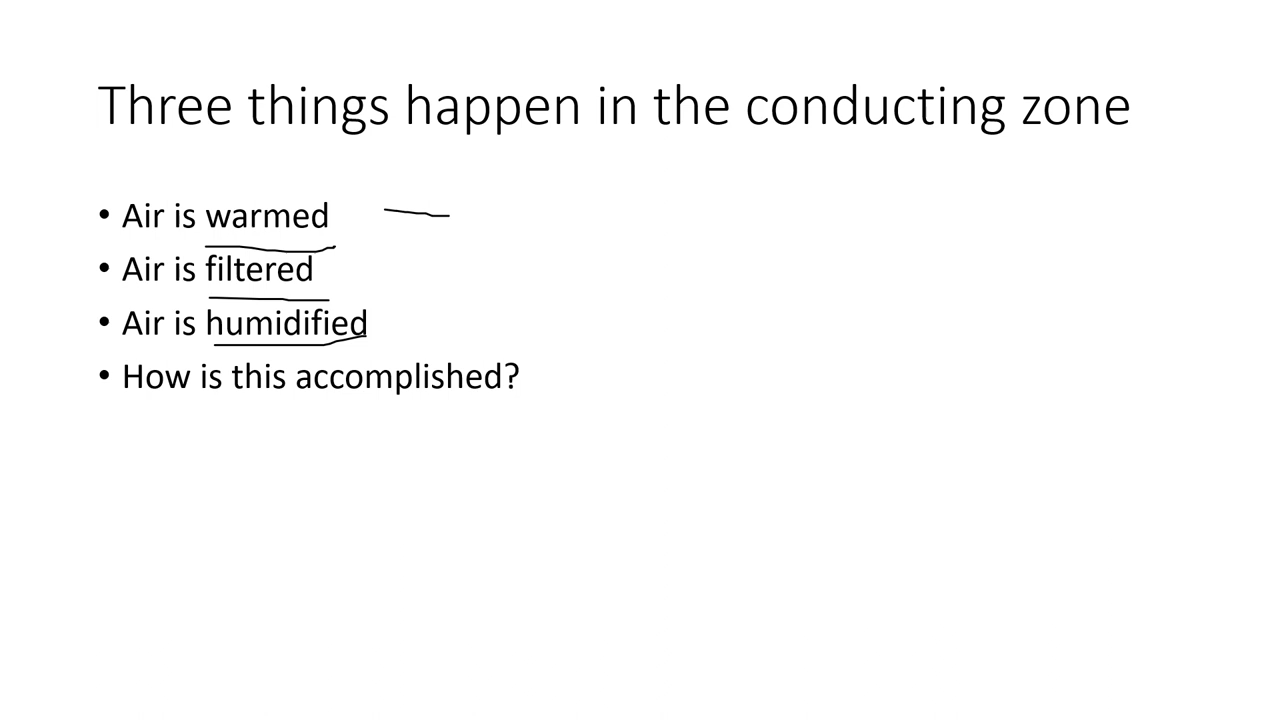 Three things happen in the conducting zone
• Air is warmed
• Air is filtered
• Air is humidified
• How is this accomplished?